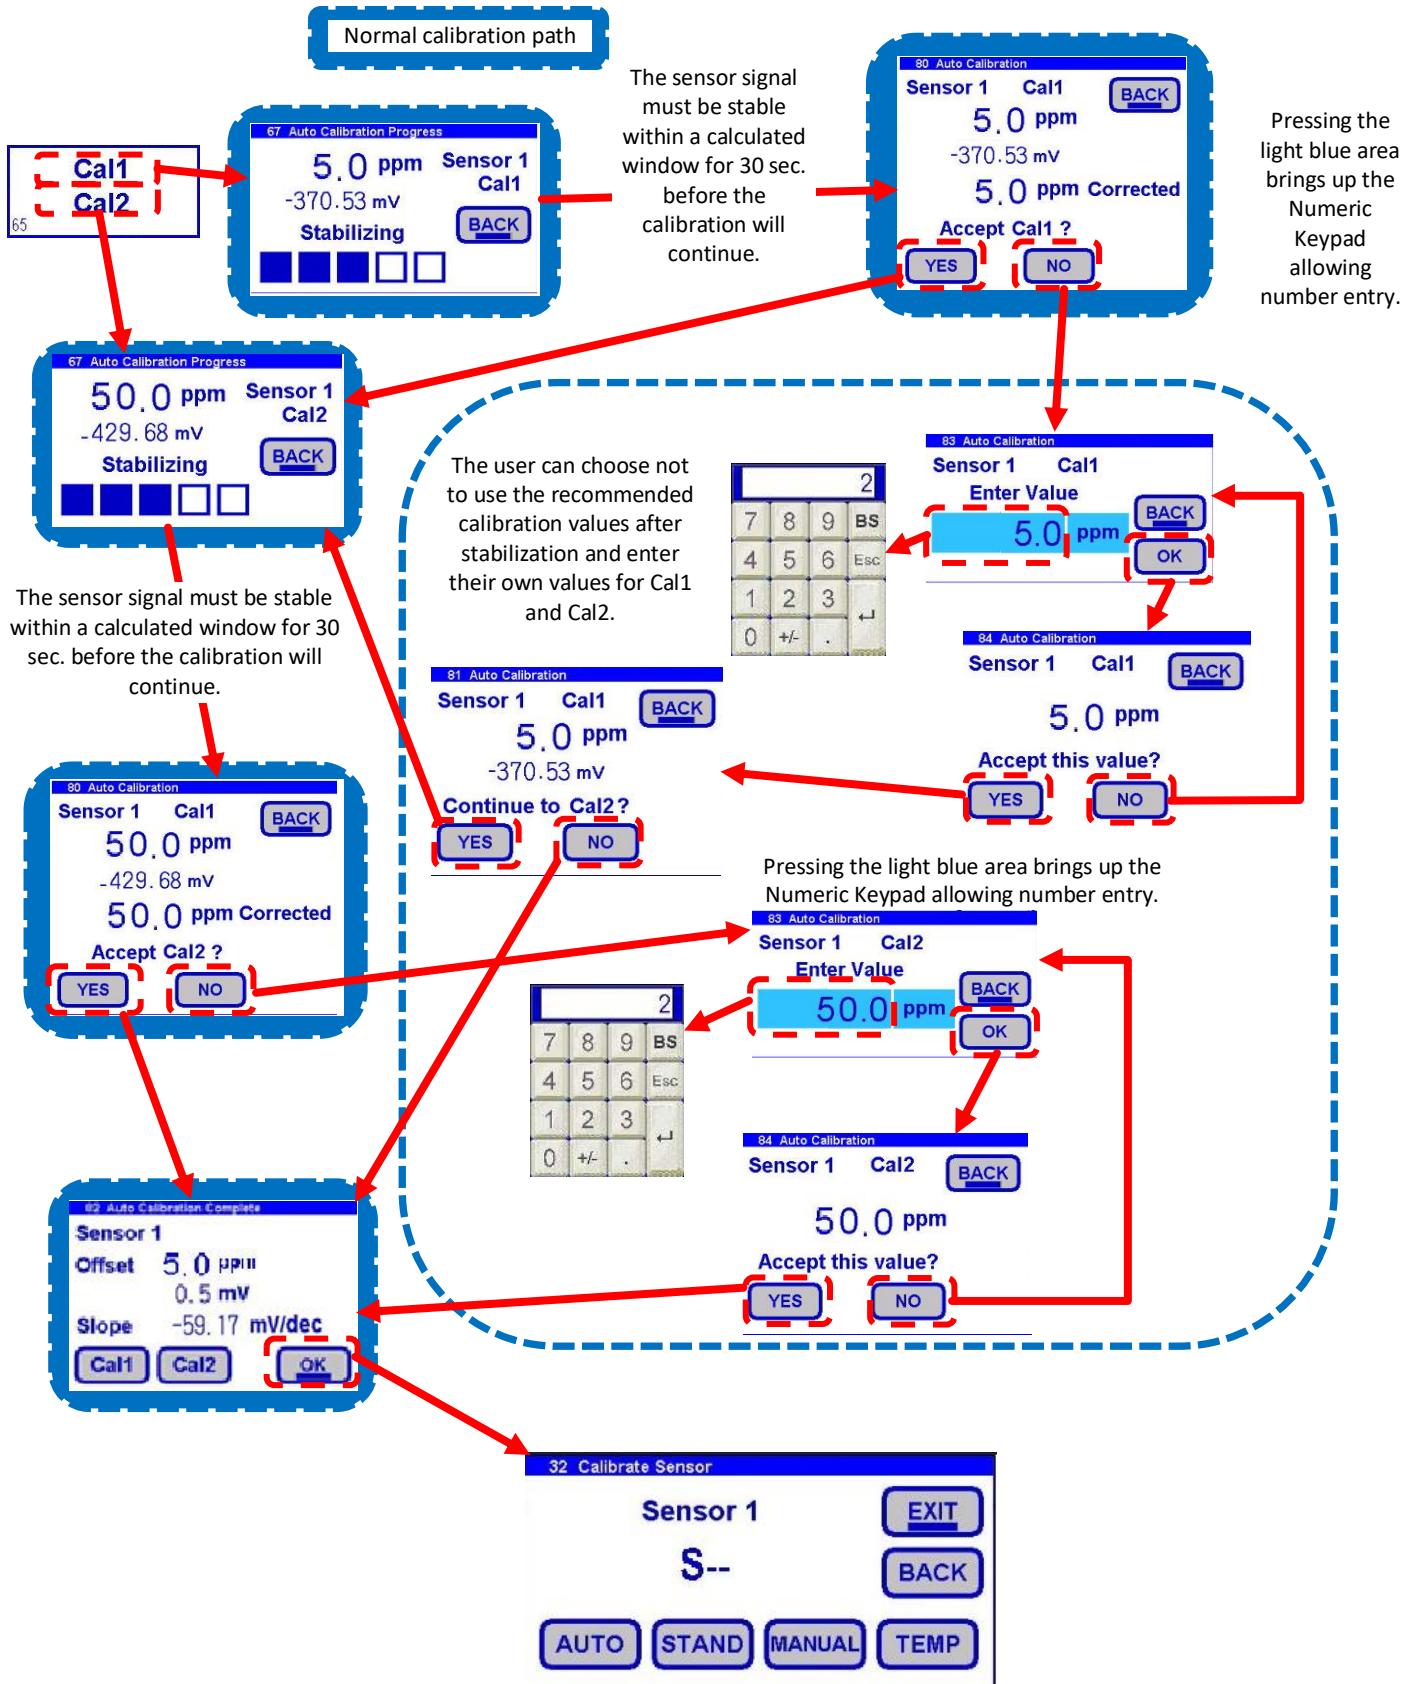 Normal calibration path
Cal1
Cal2
65
67 Auto Calibration Progress
5.0 ppm
Sensor 1
Cal1
-370.53 mV
Stabilizing
BACK
The sensor signal
must be stable
within a calculated
window for 30 sec.
before the
calibration will
continue.
80 Auto Calibration
Sensor 1 Cal1
BACK
5.0 ppm
-370.53 mV
5.0 ppm Corrected
Accept Cal1 ?
YES
NO
Pressing the
light blue area
brings up the
Numeric
Keypad
allowing
number entry.
67 Auto Calibration Progress
50.0 ppm
Sensor 1
Cal2
-429.68 mV
Stabilizing
BACK
The sensor signal must be stable
within a calculated window for 30
sec. before the calibration will
continue.
The user can choose not
to use the recommended
calibration values after
stabilization and enter
their own values for Cal1
and Cal2.
2
7 8 9 BS
4 5 6 Esc
1 2 3 ↵
0 +/- .
83 Auto Calibration
Sensor 1 Cal1
Enter Value
5.0 ppm
BACK
OK
84 Auto Calibration
Sensor 1 Cal1
BACK
5.0 ppm
Accept this value?
YES
NO
81 Auto Calibration
Sensor 1 Cal1
BACK
5.0 ppm
-370.53 mV
Continue to Cal2?
YES
NO
80 Auto Calibration
Sensor 1 Cal1
BACK
50.0 ppm
-429.68 mV
50.0 ppm Corrected
Accept Cal2 ?
YES
NO
Pressing the light blue area brings up the
Numeric Keypad allowing number entry.
83 Auto Calibration
Sensor 1 Cal2
Enter Value
50.0 ppm
BACK
OK
2
7 8 9 BS
4 5 6 Esc
1 2 3 ↵
0 +/- .
84 Auto Calibration
Sensor 1 Cal2
BACK
50.0 ppm
Accept this value?
YES
NO
82 Auto Calibration Complete
Sensor 1
Offset 5.0 ppm
0.5 mV
Slope -59.17 mV/dec
Cal1
Cal2
OK
32 Calibrate Sensor
Sensor 1
EXIT
S--
BACK
AUTO
STAND
MANUAL
TEMP